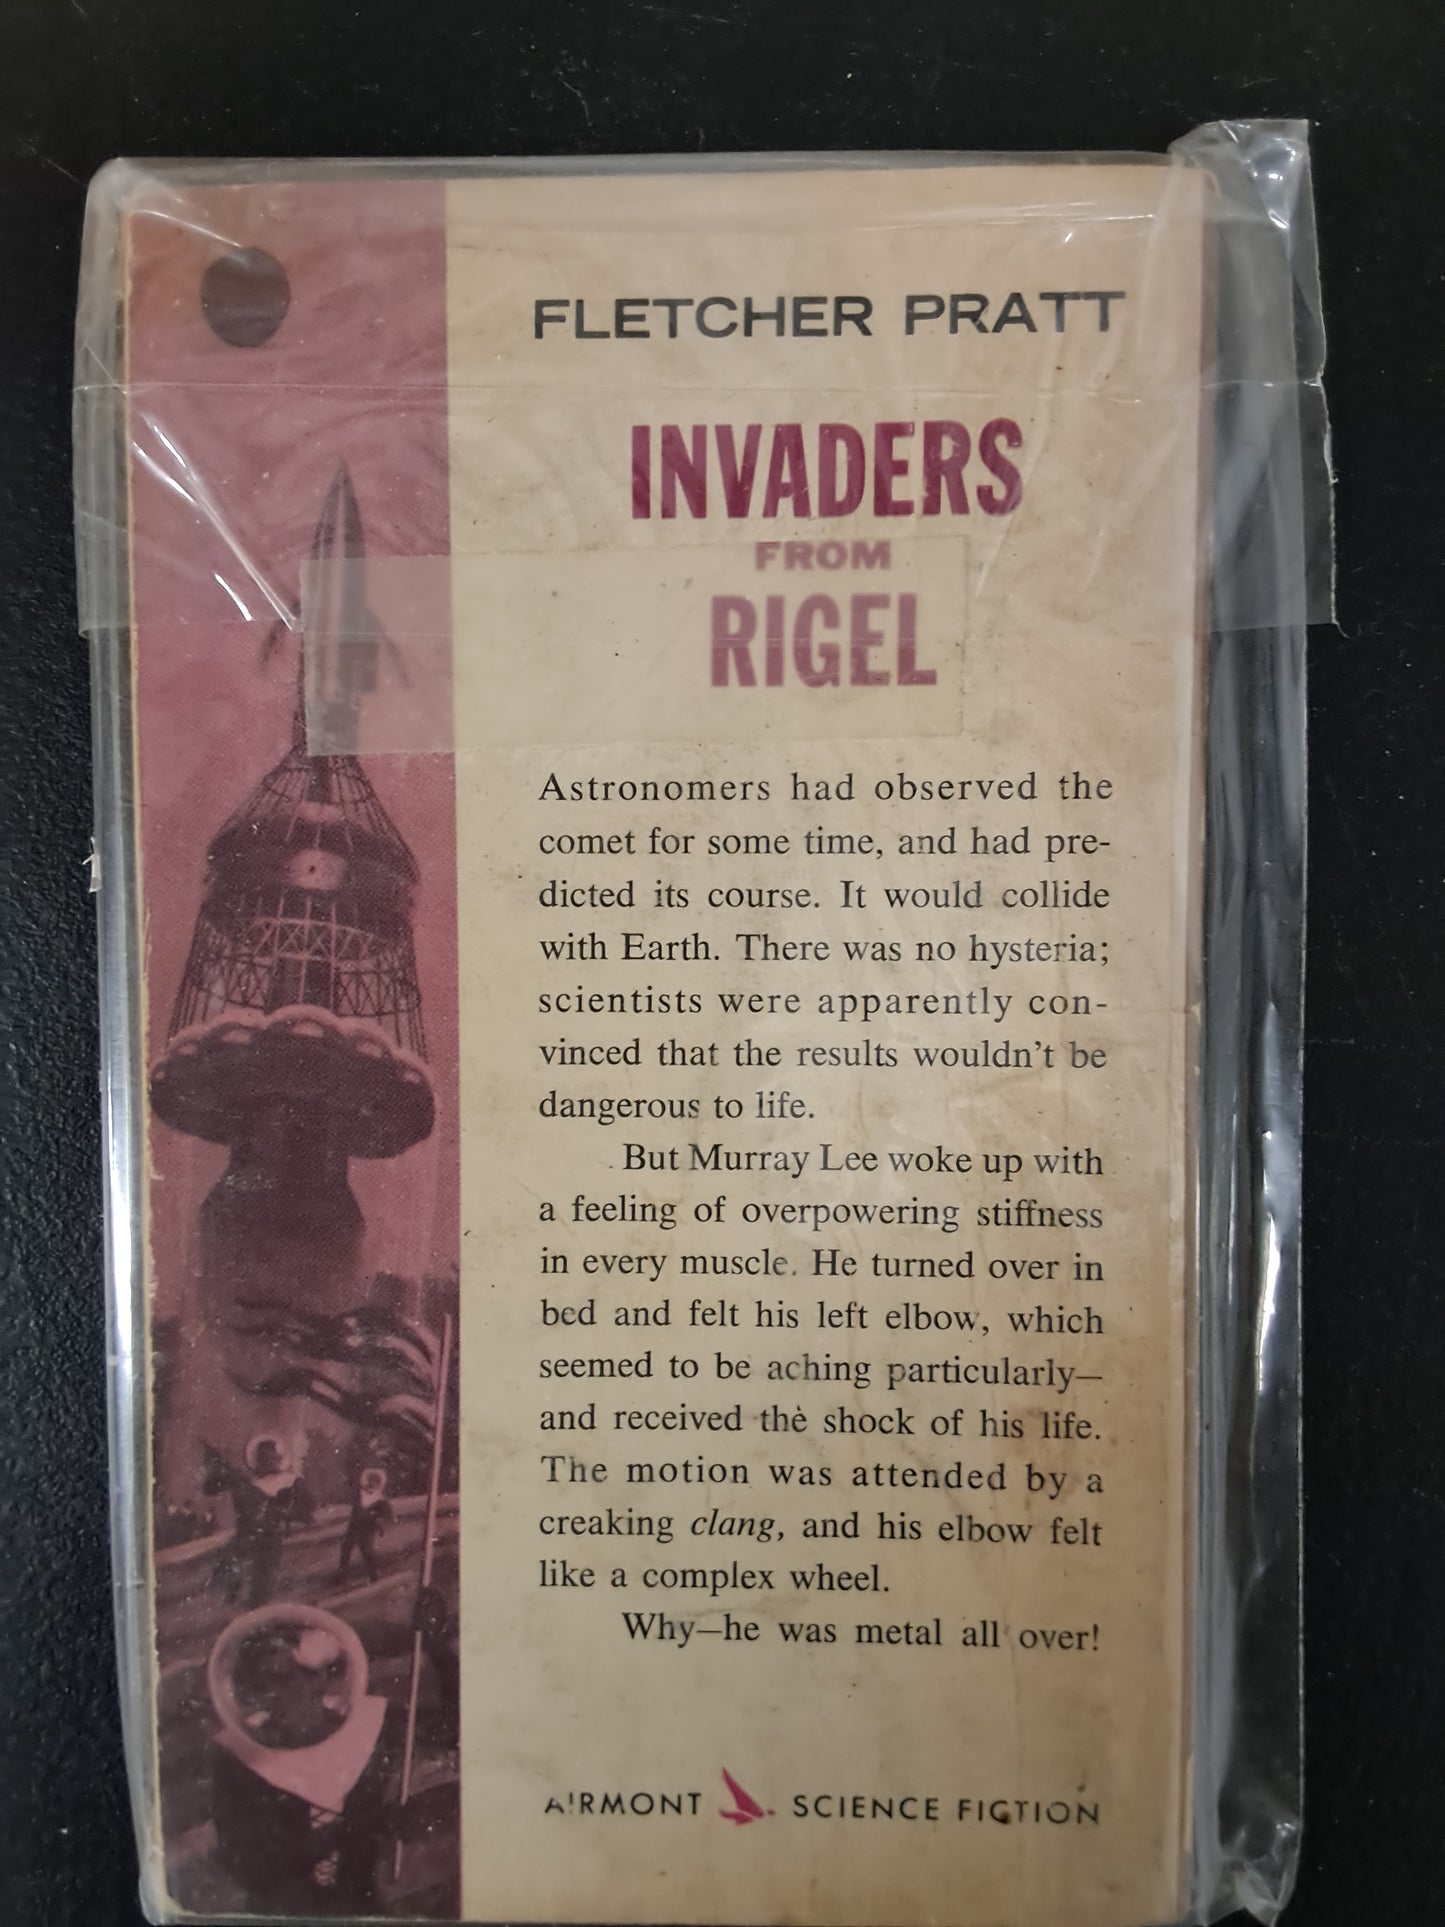 FLETCHER PRATT
INVADERS
FROM
RIGEL
Astronomers had observed the
comet for some time, and had pre-
dicted its course. It would collide
with Earth. There was no hysteria;
scientists were apparently con-
vinced that the results wouldn't be
dangerous to life.
But Murray Lee woke up with
a feeling of overpowering stiffness
in every muscle. He turned over in
bed and felt his left elbow, which
seemed to be aching particularly—
and received the shock of his life.
The motion was attended by a
creaking clang, and his elbow felt
like a complex wheel.
Why—he was metal all over!
AIRMONT SCIENCE FICTION